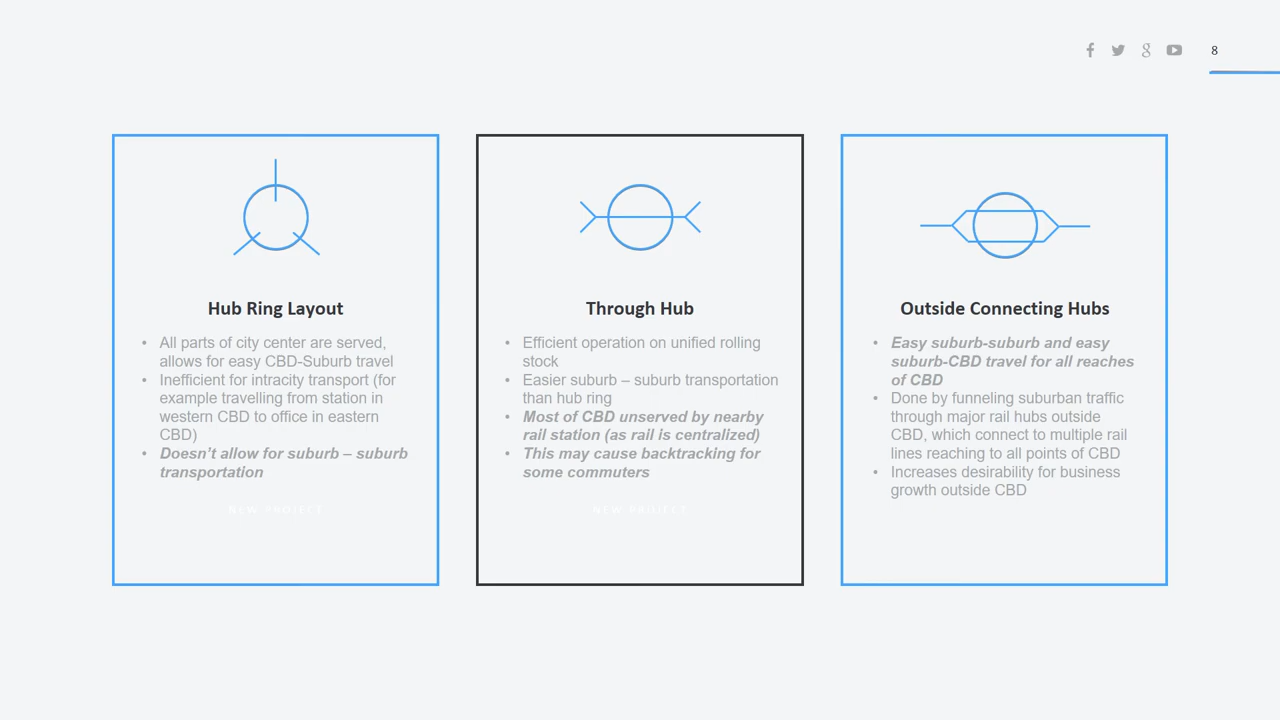 8
Hub Ring Layout
• All parts of city center are served,
allows for easy CBD-Suburb travel
• Inefficient for intracity transport (for
example travelling from station in
western CBD to office in eastern
CBD)
• Doesn't allow for suburb – suburb
transportation
NEW PROJECT
Through Hub
• Efficient operation on unified rolling
stock
• Easier suburb – suburb transportation
than hub ring
• Most of CBD unserved by nearby
rail station (as rail is centralized)
• This may cause backtracking for
some commuters
NEW PROJECT
Outside Connecting Hubs
• Easy suburb-suburb and easy
suburb-CBD travel for all reaches
of CBD
• Done by funneling suburban traffic
through major rail hubs outside
CBD, which connect to multiple rail
lines reaching to all points of CBD
• Increases desirability for business
growth outside CBD